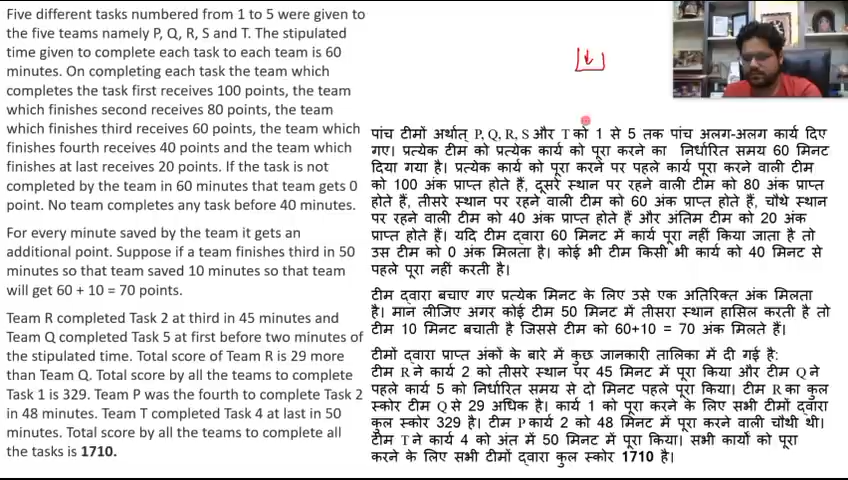 Five different tasks numbered from 1 to 5 were given to
the five teams namely P, Q, R, S and T. The stipulated
time given to complete each task to each team is 60
minutes. On completing each task the team which
completes the task first receives 100 points, the team
which finishes second receives 80 points, the team
which finishes third receives 60 points, the team which
finishes fourth receives 40 points and the team which
finishes at last receives 20 points. If the task is not
completed by the team in 60 minutes that team gets 0
point. No team completes any task before 40 minutes.
For every minute saved by the team it gets an
additional point. Suppose if a team finishes third in 50
minutes so that team saved 10 minutes so that team
will get 60 + 10 = 70 points.
Team R completed Task 2 at third in 45 minutes and
Team Q completed Task 5 at first before two minutes of
the stipulated time. Total score of Team R is 29 more
than Team Q. Total score by all the teams to complete
Task 1 is 329. Team P was the fourth to complete Task 2
in 48 minutes. Team T completed Task 4 at last in 50
minutes. Total score by all the teams to complete all
the tasks is 1710.
पांच टीमों अर्थात् P, Q, R, S और T को 1 से 5 तक पांच अलग-अलग कार्य दिए
गए। प्रत्येक टीम को प्रत्येक कार्य को पूरा करने का निर्धारित समय 60 मिनट
दिया गया है। प्रत्येक कार्य को पूरा करने पर पहले कार्य पूरा करने वाली टीम
को 100 अंक प्राप्त होते हैं, दूसरे स्थान पर रहने वाली टीम को 80 अंक प्राप्त
होते हैं, तीसरे स्थान पर रहने वाली टीम को 60 अंक प्राप्त होते हैं, चौथे स्थान
पर रहने वाली टीम को 40 अंक प्राप्त होते हैं और अंतिम टीम को 20 अंक
प्राप्त होते हैं। यदि टीम द्वारा 60 मिनट में कार्य पूरा नहीं किया जाता है तो
उस टीम को 0 अंक मिलता है। कोई भी टीम किसी भी कार्य को 40 मिनट से
पहले पूरा नहीं करती है।
टीम द्वारा बचाए गए प्रत्येक मिनट के लिए उसे एक अतिरिक्त अंक मिलता
है। मान लीजिए अगर कोई टीम 50 मिनट में तीसरा स्थान हासिल करती है तो
टीम 10 मिनट बचाती है जिससे टीम को 60+10 = 70 अंक मिलते हैं।
टीमों द्वारा प्राप्त अंकों के बारे में कुछ जानकारी तालिका में दी गई है:
टीम R ने कार्य 2 को तीसरे स्थान पर 45 मिनट में पूरा किया और टीम Q ने
पहले कार्य 5 को निर्धारित समय से दो मिनट पहले पूरा किया। टीम R का कुल
स्कोर टीम Q से 29 अधिक है। कार्य 1 को पूरा करने के लिए सभी टीमों द्वारा
कुल स्कोर 329 है। टीम P कार्य 2 को 48 मिनट में पूरा करने वाली चौथी थी।
टीम T ने कार्य 4 को अंत में 50 मिनट में पूरा किया। सभी कार्यों को पूरा
करने के लिए सभी टीमों द्वारा कुल स्कोर 1710 है।